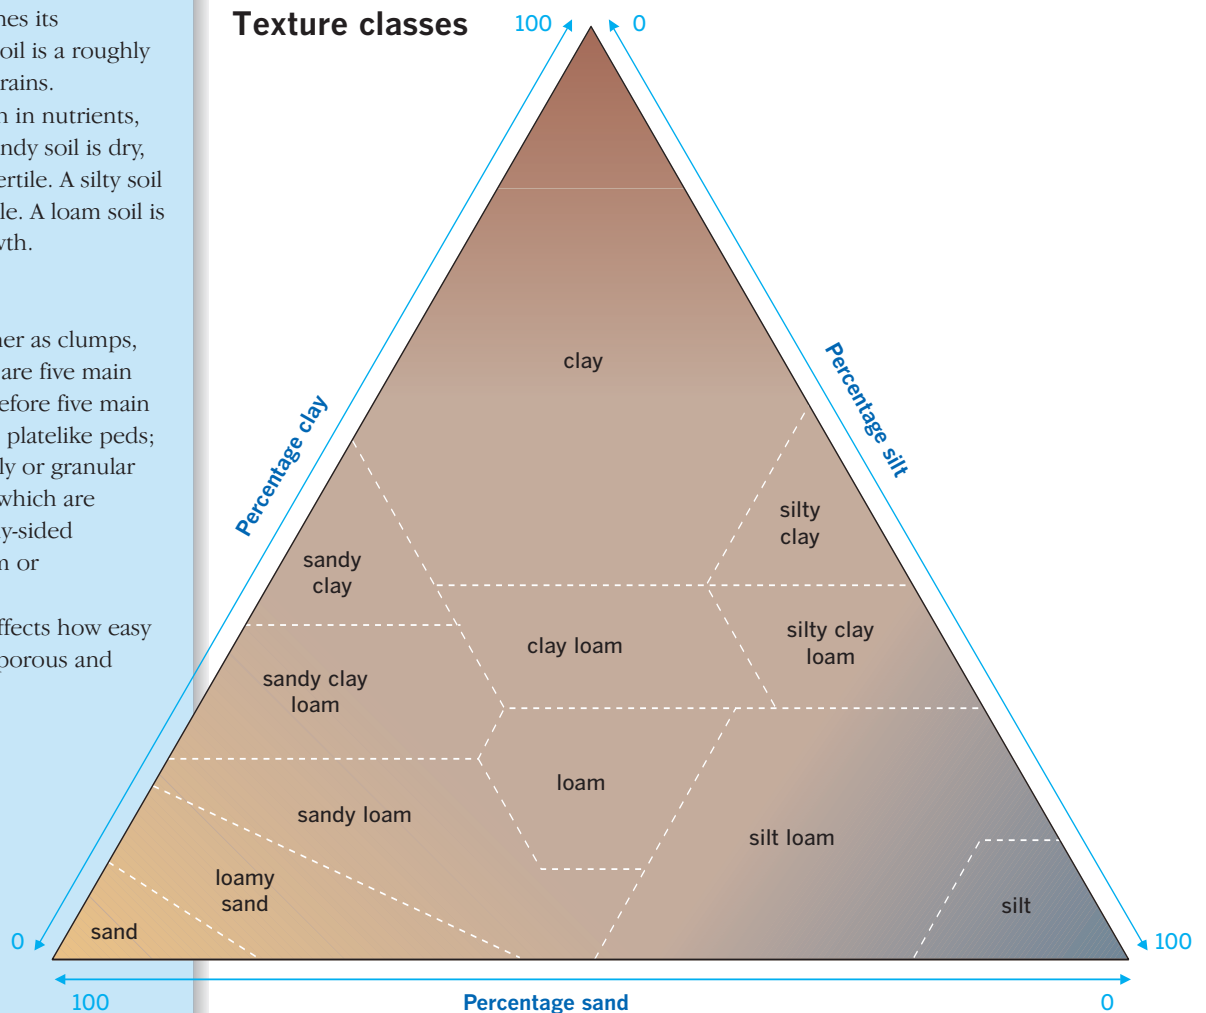 nes its
oil is a roughly
rains.
n in nutrients,
ndy soil is dry,
ertile. A silty soil
le. A loam soil is
vth.
ner as clumps,
are five main
efore five main
platelike peds;
ly or granular
which are
y-sided
n or
ffects how easy
porous and
Texture classes
100
0
Percentage clay
Percentage silt
clay
silty
clay
sandy
clay
clay loam
silty clay
loam
sandy clay
loam
loam
sandy loam
silt loam
loamy
sand
silt
sand
0
100
100
Percentage sand
0